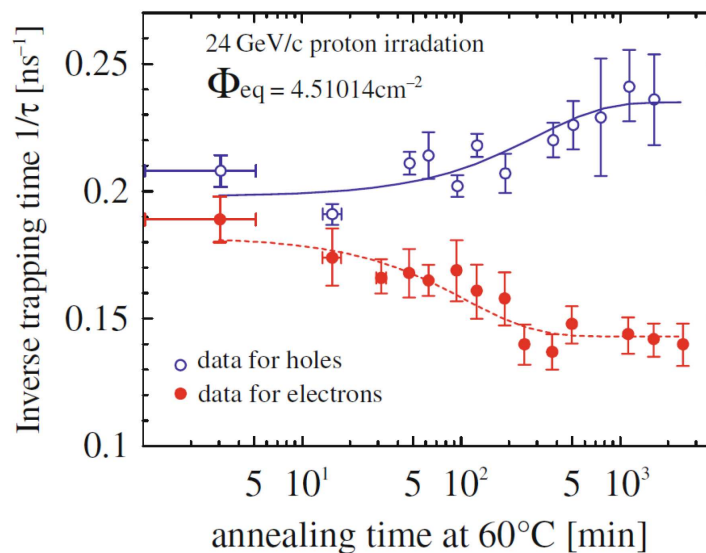 24 GeV/c proton irradation
Φeq = 4.51014cm⁻²
Inverse trapping time 1/τ [ns⁻¹]
0.25
0.2
0.15
0.1
data for holes
data for electrons
5 10¹ 5 10² 5 10³
annealing time at 60°C [min]